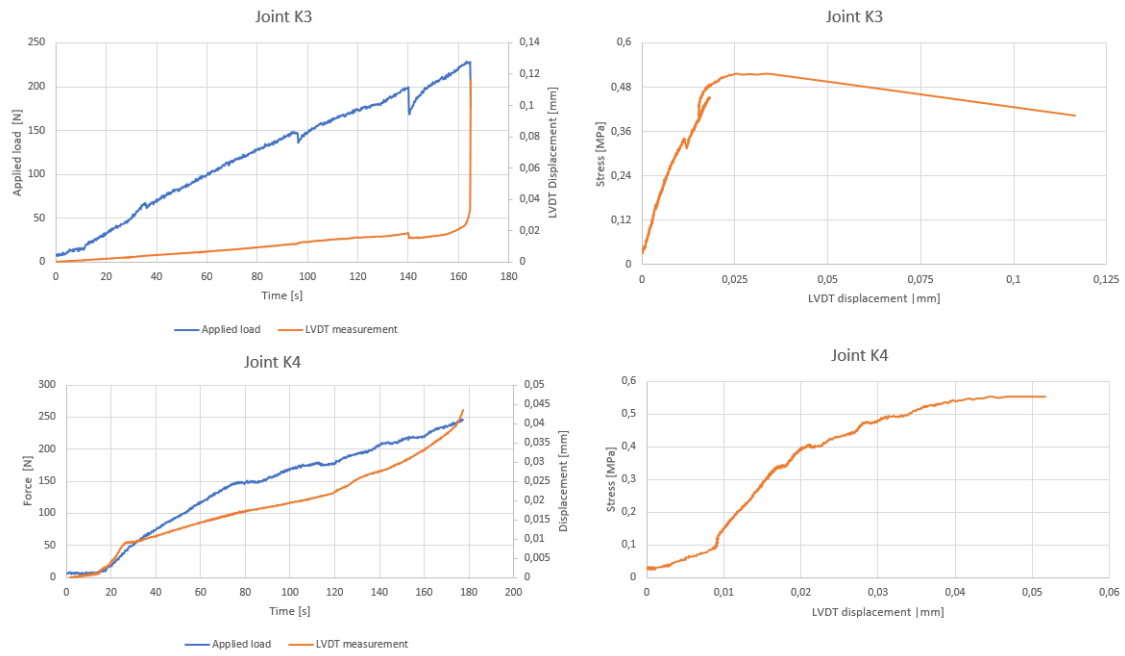 Joint K3
250
200
150
100
50
0
Applied load [N]
0,14
0,12
0,1
0,08
0,06
0,04
0,02
0
LVDT Displacement [mm]
0 20 40 60 80 100 120 140 160 180
Time [s]
Applied load LVDT measurement
Joint K3
0,6
0,48
0,36
0,24
0,12
0
Stress [MPa]
0 0,025 0,05 0,075 0,1 0,125
LVDT displacement |mm]
Joint K4
300
250
200
150
100
50
0
Force [N]
0,05
0,045
0,04
0,035
0,03
0,025
0,02
0,015
0,01
0,005
0
Displacement [mm]
0 20 40 60 80 100 120 140 160 180 200
Time [s]
Applied load LVDT measurement
Joint K4
0,6
0,5
0,4
0,3
0,2
0,1
0
Stress [MPa]
0 0,01 0,02 0,03 0,04 0,05 0,06
LVDT displacement |mm]